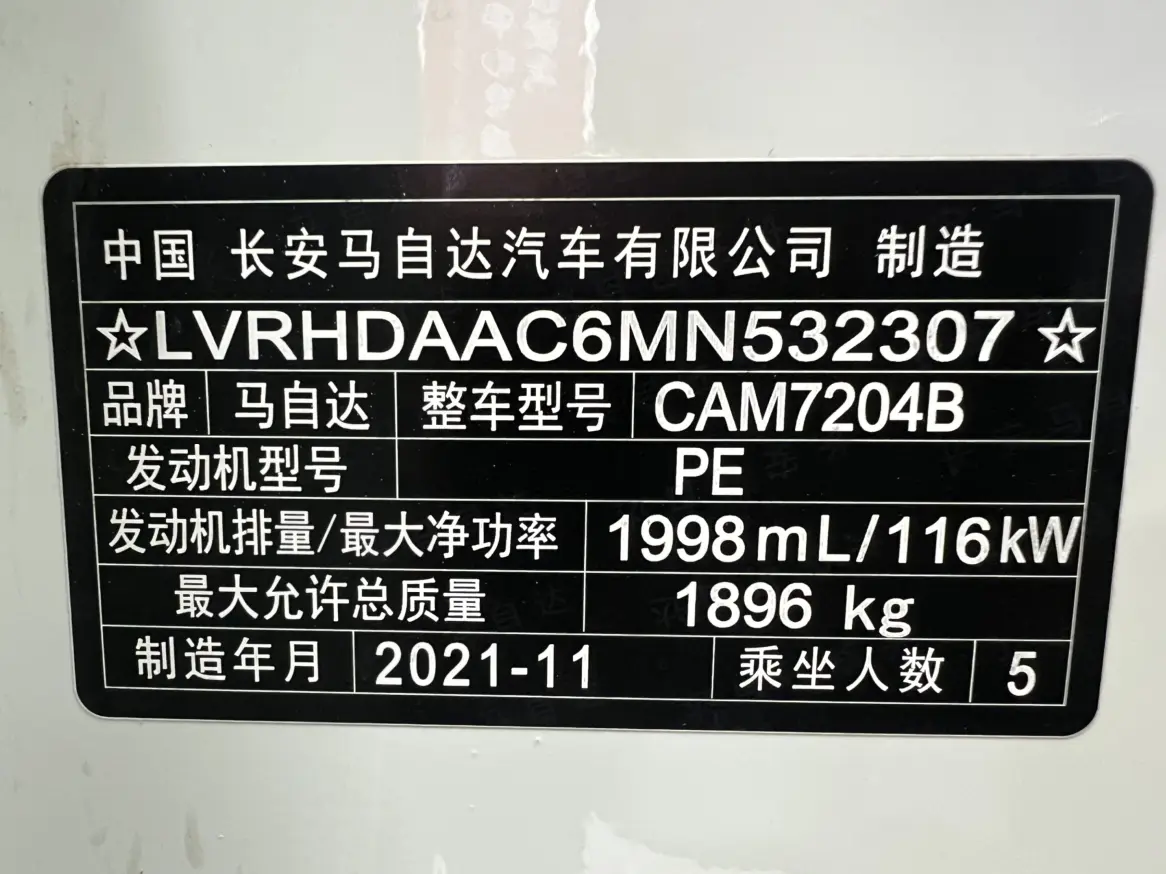 中国 长安马自达汽车有限公司 制造
☆LVRHDAAC6MN532307☆
品牌 马自达 整车型号 CAM7204B
发动机型号 PE
发动机排量/最大净功率 1998mL/116kW
最大允许总质量 1896 kg
制造年月 2021-11 乘坐人数 5